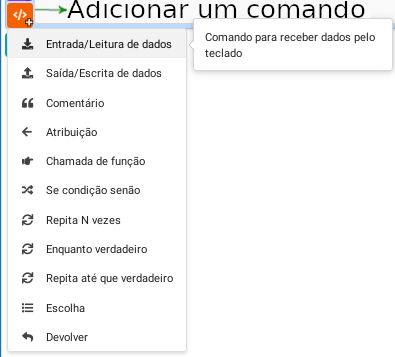 Adicionar um comando
Entrada/Leitura de dados
Comando para receber dados pelo
teclado
Saída/Escrita de dados
Comentário
Atribuição
Chamada de função
Se condição senão
Repita N vezes
Enquanto verdadeiro
Repita até que verdadeiro
Escolha
Devolver